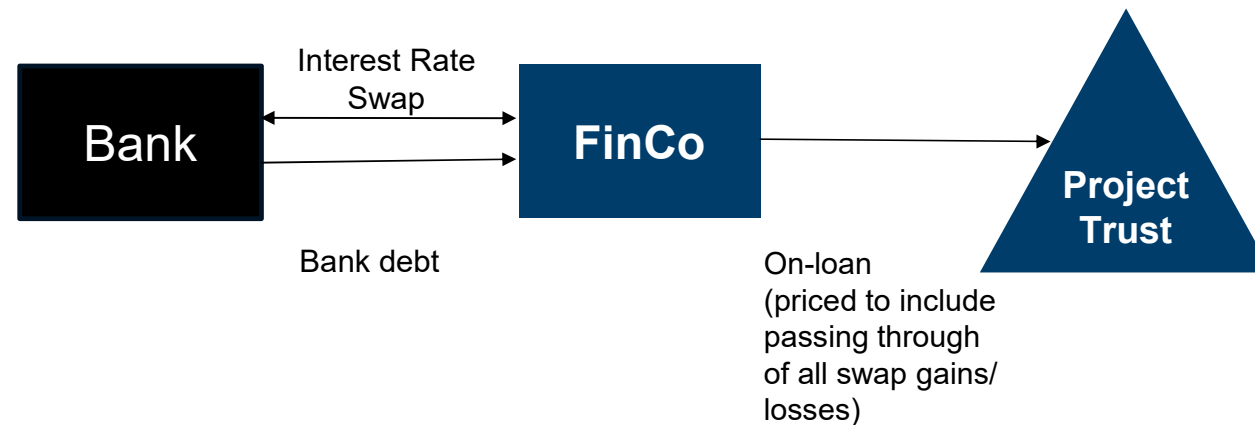 Bank
Interest Rate
Swap
Bank debt
FinCo
On-loan
(priced to include
passing through
of all swap gains/
losses)
Project
Trust